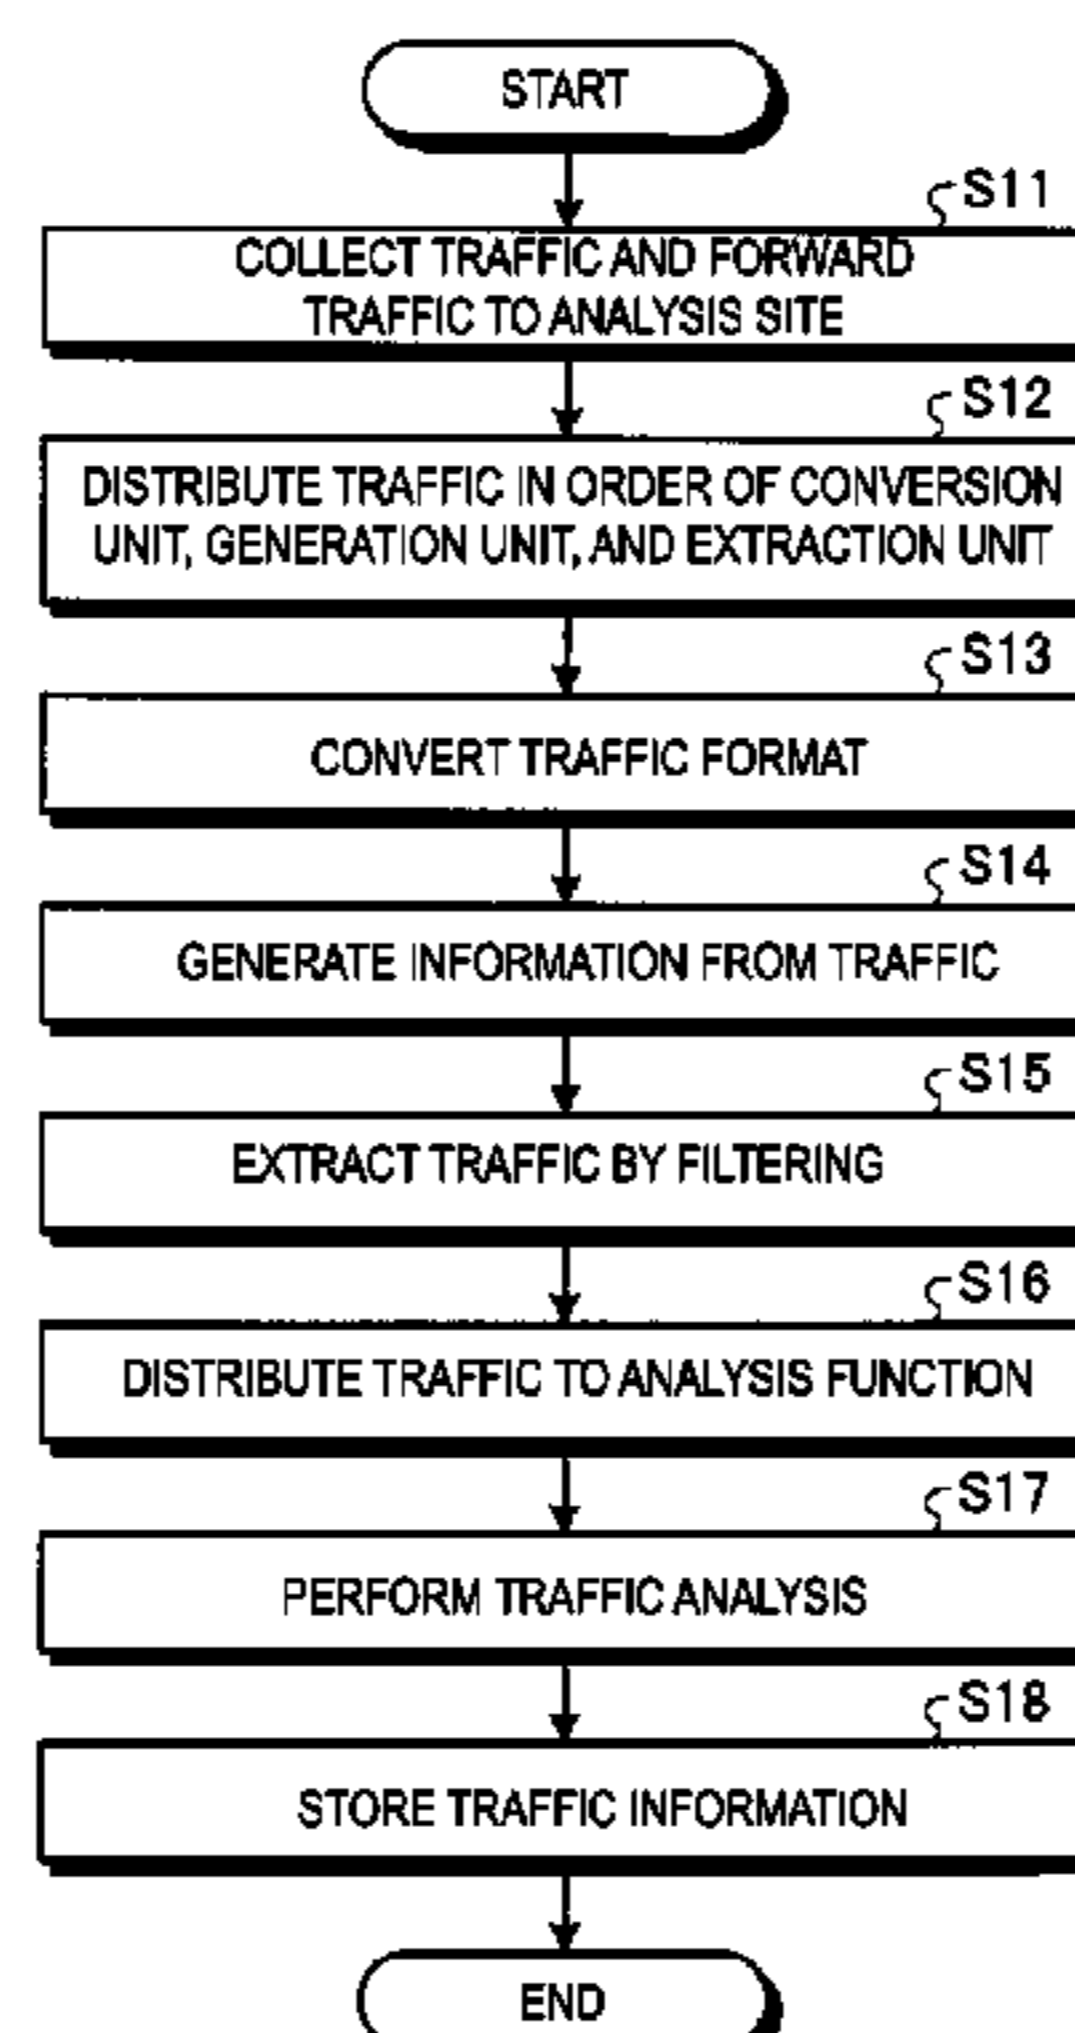 START
S11
COLLECT TRAFFIC AND FORWARD
TRAFFIC TO ANALYSIS SITE
S12
DISTRIBUTE TRAFFIC IN ORDER OF CONVERSION
UNIT, GENERATION UNIT, AND EXTRACTION UNIT
S13
CONVERT TRAFFIC FORMAT
S14
GENERATE INFORMATION FROM TRAFFIC
S15
EXTRACT TRAFFIC BY FILTERING
S16
DISTRIBUTE TRAFFIC TO ANALYSIS FUNCTION
S17
PERFORM TRAFFIC ANALYSIS
S18
STORE TRAFFIC INFORMATION
END